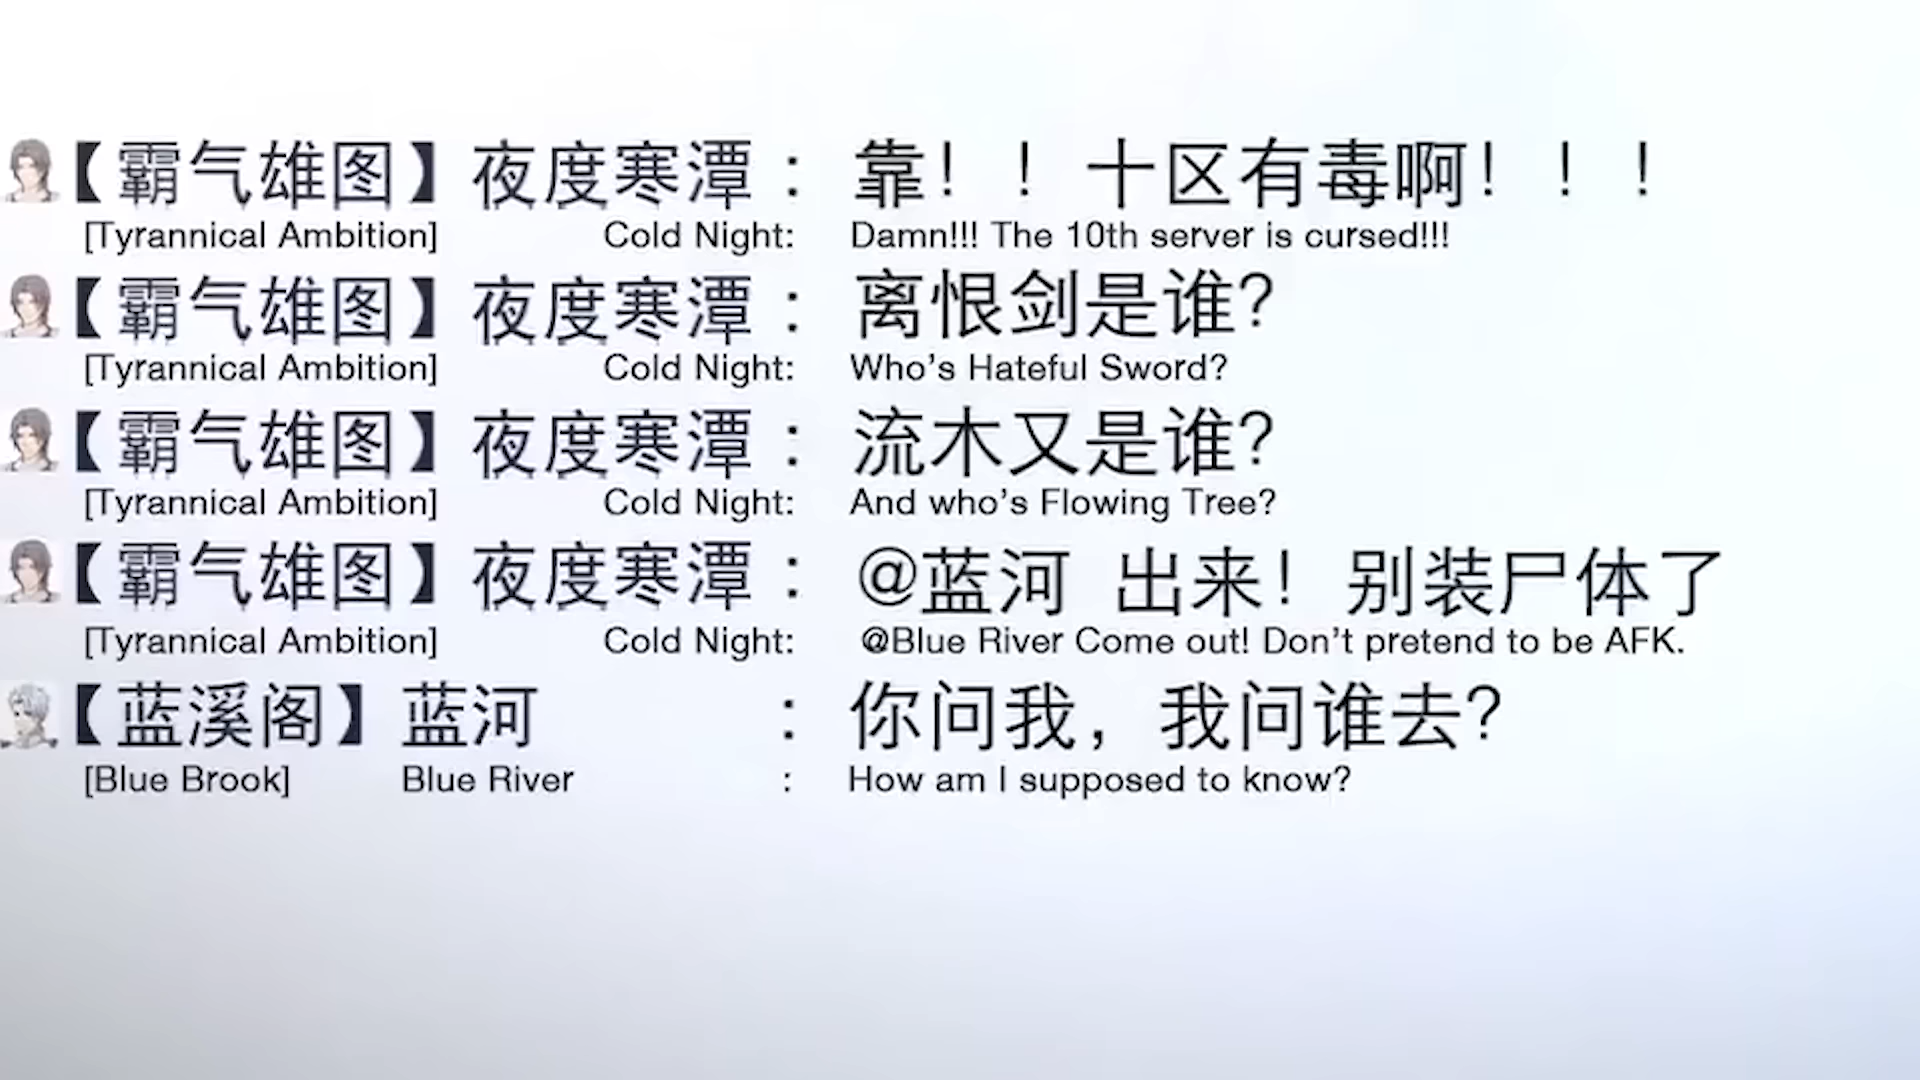 【霸气雄图】夜度寒潭：靠！！十区有毒啊！！！
[Tyrannical Ambition] Cold Night: Damn!!! The 10th server is cursed!!!
【霸气雄图】夜度寒潭：离恨剑是谁？
[Tyrannical Ambition] Cold Night: Who's Hateful Sword?
【霸气雄图】夜度寒潭：流木又是谁？
[Tyrannical Ambition] Cold Night: And who's Flowing Tree?
【霸气雄图】夜度寒潭：@蓝河 出来！别装尸体了
[Tyrannical Ambition] Cold Night: @Blue River Come out! Don't pretend to be AFK.
【蓝溪阁】蓝河：你问我，我问谁去？
[Blue Brook] Blue River : How am I supposed to know?